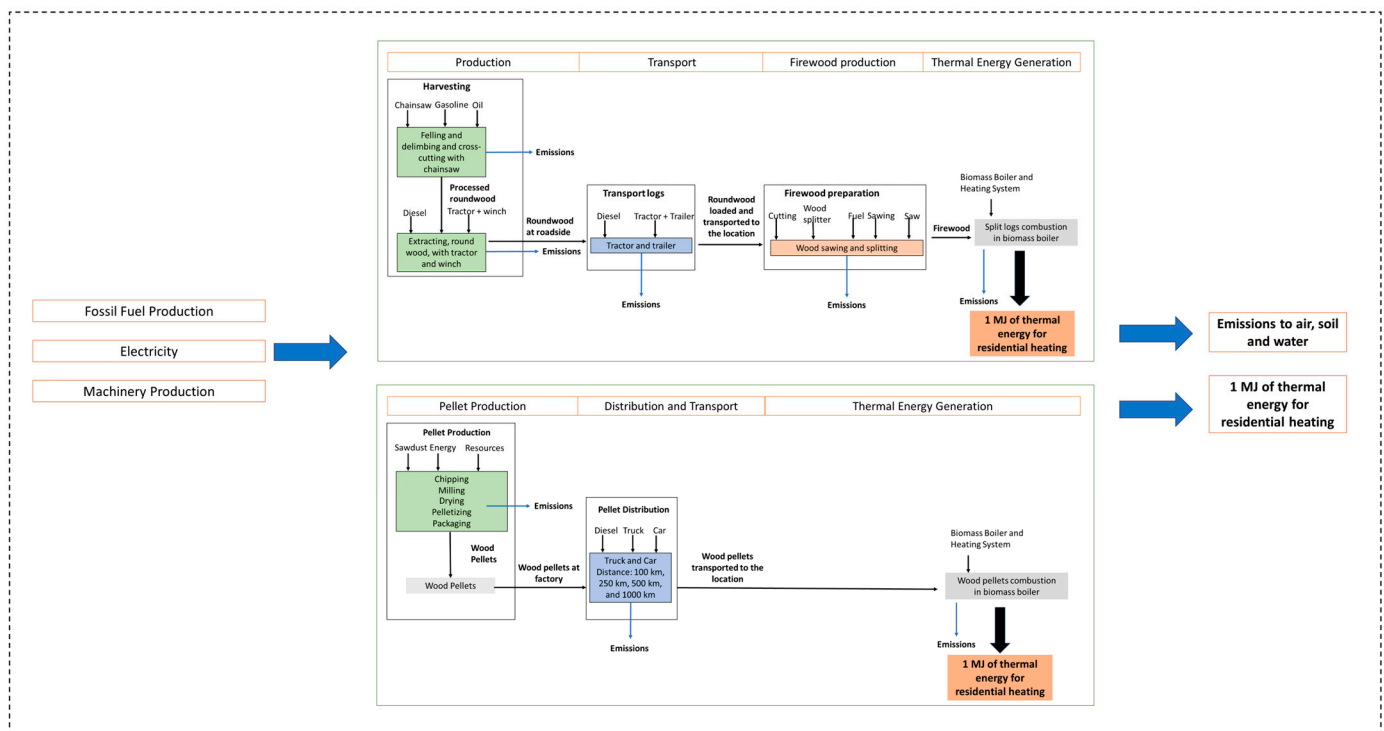 Fossil Fuel Production
Electricity
Machinery Production
Production
Transport
Firewood production
Thermal Energy Generation
Harvesting
Chainsaw
Gasoline
Oil
Felling and
delimbing and cross-
cutting with
chainsaw
Emissions
Processed
roundwood
Diesel
Tractor + winch
Extracting, round
wood, with tractor
and winch
Emissions
Roundwood
at roadside
Transport logs
Diesel
Tractor + Trailer
Tractor and trailer
Emissions
Roundwood
loaded and
transported to
the location
Firewood preparation
Cutting
Wood
splitter
Fuel
Sawing
Saw
Wood sawing and splitting
Emissions
Firewood
Biomass Boiler and
Heating System
Split logs combustion
in biomass boiler
Emissions
1 MJ of thermal
energy for
residential heating
Pellet Production
Distribution and Transport
Thermal Energy Generation
Pellet Production
Sawdust
Energy
Resources
Chipping
Milling
Drying
Pelletizing
Packaging
Emissions
Wood
Pellets
Wood Pellets
Wood pellets at
factory
Pellet Distribution
Diesel
Truck
Car
Truck and Car
Distance: 100 km,
250 km, 500 km,
and 1000 km
Emissions
Wood pellets
transported to the
location
Biomass Boiler and
Heating System
Wood pellets combustion
in biomass boiler
Emissions
1 MJ of thermal
energy for
residential heating
Emissions to air, soil
and water
1 MJ of thermal
energy for
residential heating